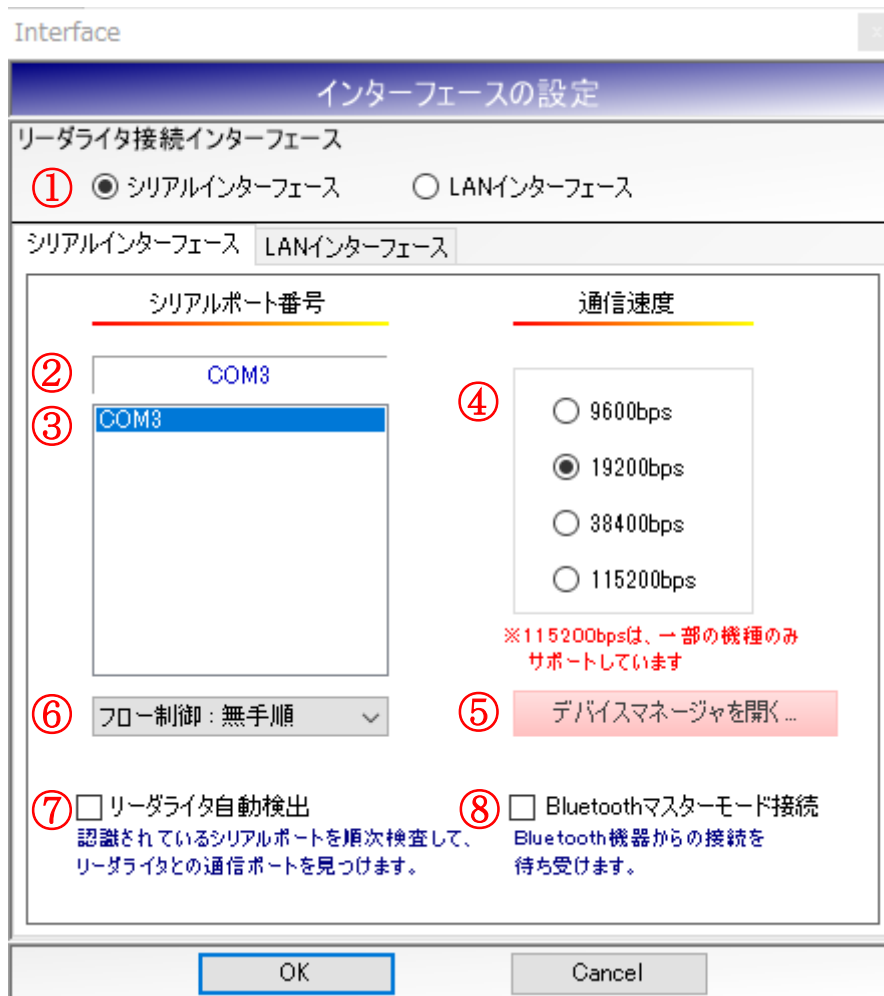 Interface
x
インターフェースの設定
リーダライタ接続インターフェース
① シリアルインターフェース LANインターフェース
シリアルインターフェース LANインターフェース
シリアルポート番号
② COM3
③ COM3
通信速度
④ 9600bps
19200bps
38400bps
115200bps
※115200bpsは、一部の機種のみ
サポートしています
⑥ フロー制御：無手順
⑤ デバイスマネージャを開く...
⑦ リーダライタ自動検出
認識されているシリアルポートを順次検査して、
リーダライタとの通信ポートを見つけます。
⑧ Bluetoothマスターモード接続
Bluetooth機器からの接続を
待ち受けます。
OK Cancel